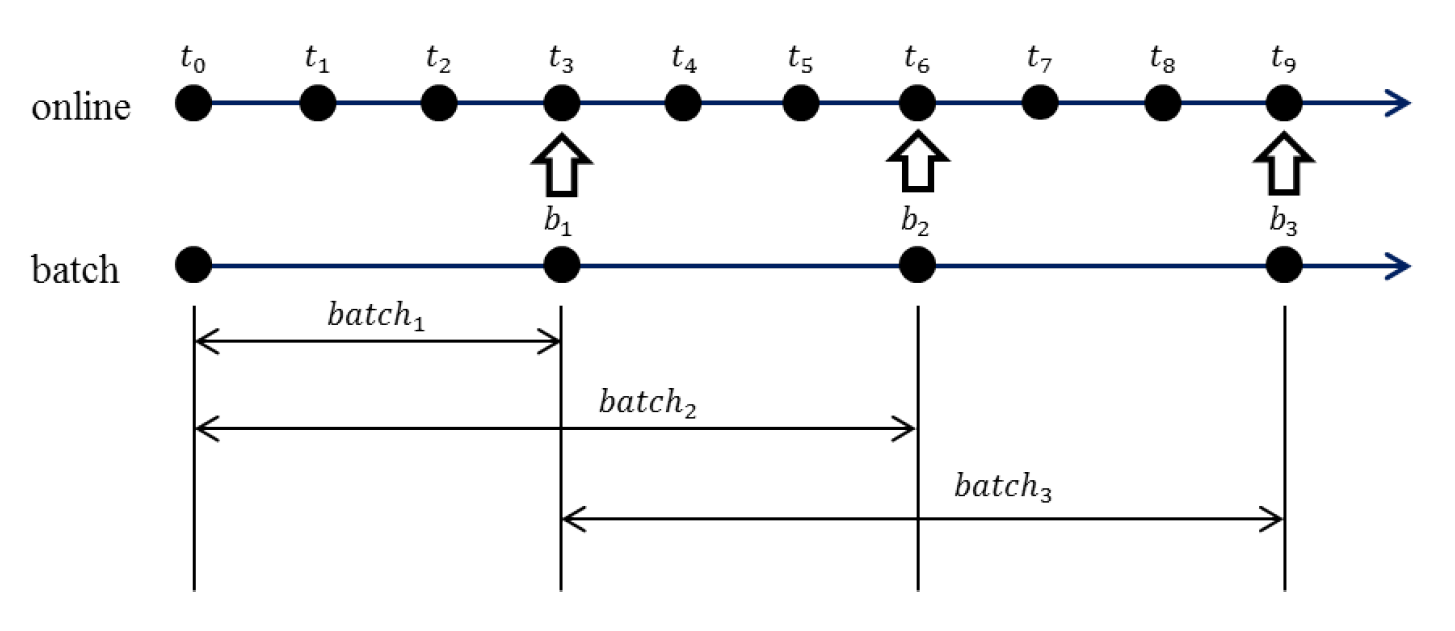 t₀ t₁ t₂ t₃ t₄ t₅ t₆ t₇ t₈ t₉
online
b₁ b₂ b₃
batch
batch₁
batch₂
batch₃